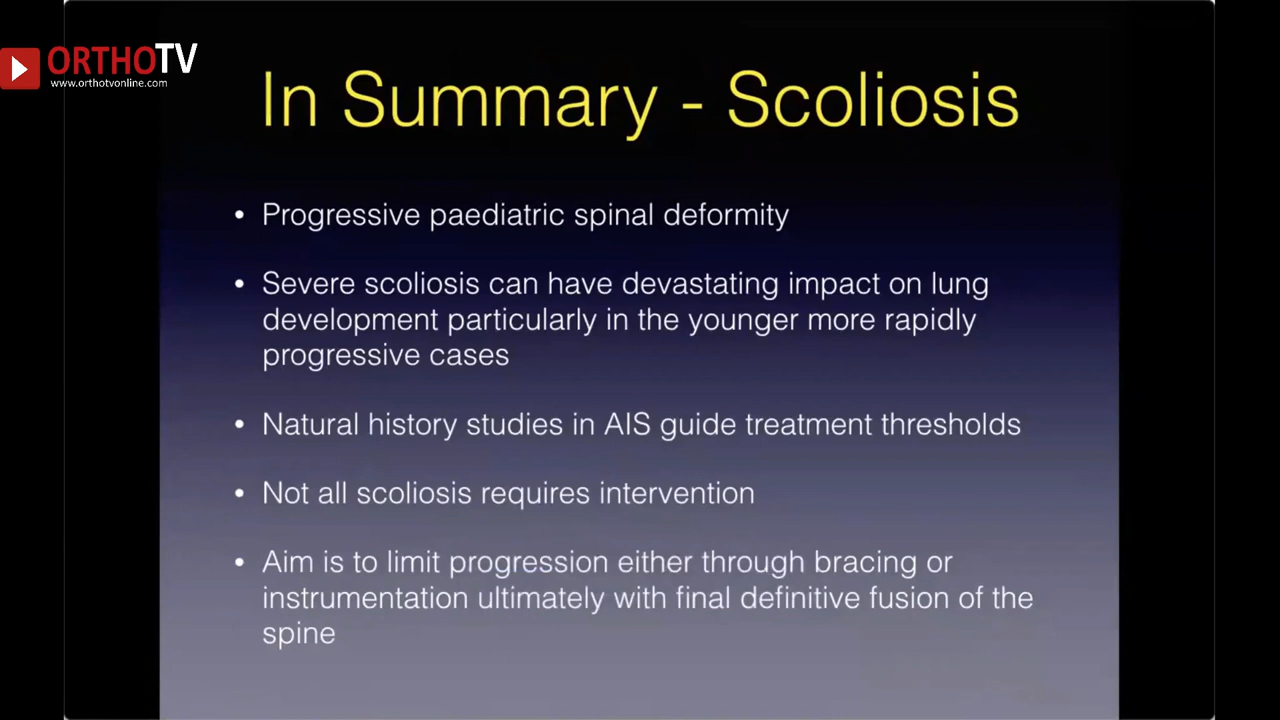 ORTHOTV
www.orthotvonline.com
In Summary - Scoliosis
• Progressive paediatric spinal deformity
• Severe scoliosis can have devastating impact on lung
development particularly in the younger more rapidly
progressive cases
• Natural history studies in AIS guide treatment thresholds
• Not all scoliosis requires intervention
• Aim is to limit progression either through bracing or
instrumentation ultimately with final definitive fusion of the
spine